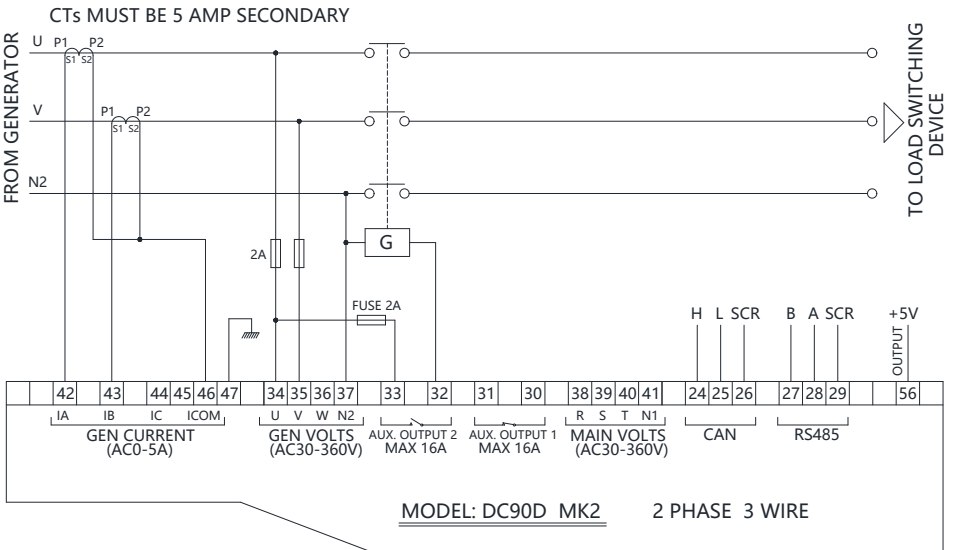 CTs MUST BE 5 AMP SECONDARY
FROM GENERATOR
U P1 P2
S1 S2
V P1 P2
S1 S2
N2
TO LOAD SWITCHING
DEVICE
G
2A
FUSE 2A
H L SCR B A SCR +5V
OUTPUT
42 43 44 45 46 47 34 35 36 37 33 32 31 30 38 39 40 41 24 25 26 27 28 29 56
IA IB IC ICOM U V W N2 R S T N1
GEN CURRENT
(AC0-5A)
GEN VOLTS
(AC30-360V)
AUX. OUTPUT 2
MAX 16A
AUX. OUTPUT 1
MAX 16A
MAIN VOLTS
(AC30-360V)
CAN
RS485
MODEL: DC90D MK2 2 PHASE 3 WIRE